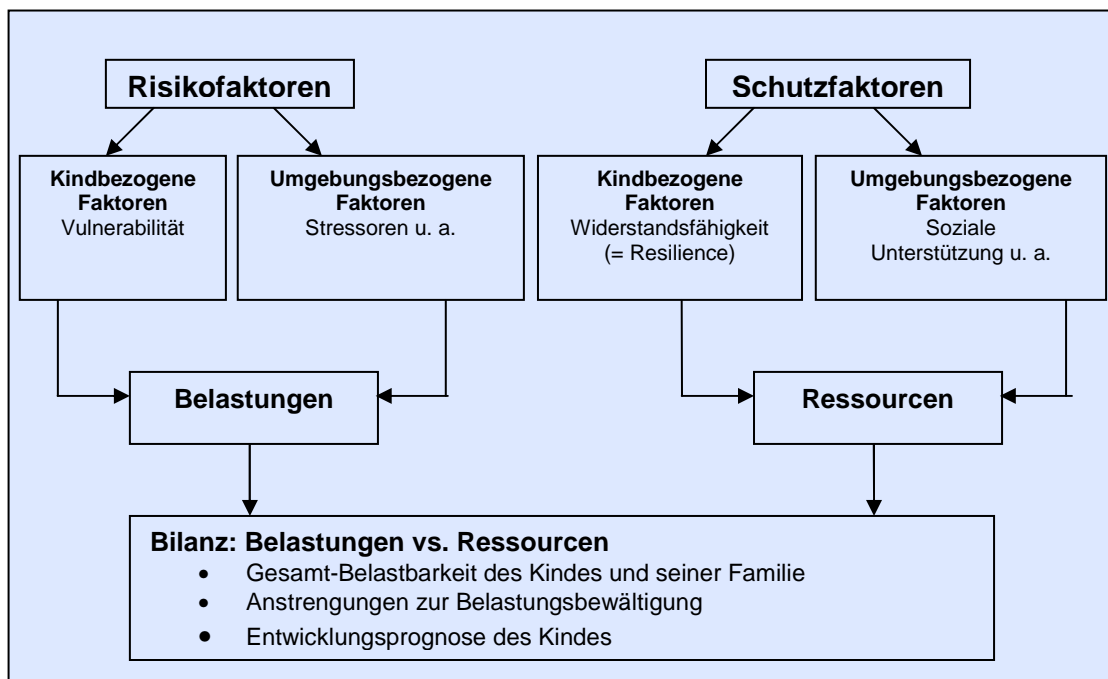 Risikofaktoren
Schutzfaktoren
Kindbezogene
Faktoren
Vulnerabilität
Umgebungsbezogene
Faktoren
Stressoren u. a.
Kindbezogene
Faktoren
Widerstandsfähigkeit
(= Resilience)
Umgebungsbezogene
Faktoren
Soziale
Unterstützung u. a.
Belastungen
Ressourcen
Bilanz: Belastungen vs. Ressourcen
• Gesamt-Belastbarkeit des Kindes und seiner Familie
• Anstrengungen zur Belastungsbewältigung
• Entwicklungsprognose des Kindes